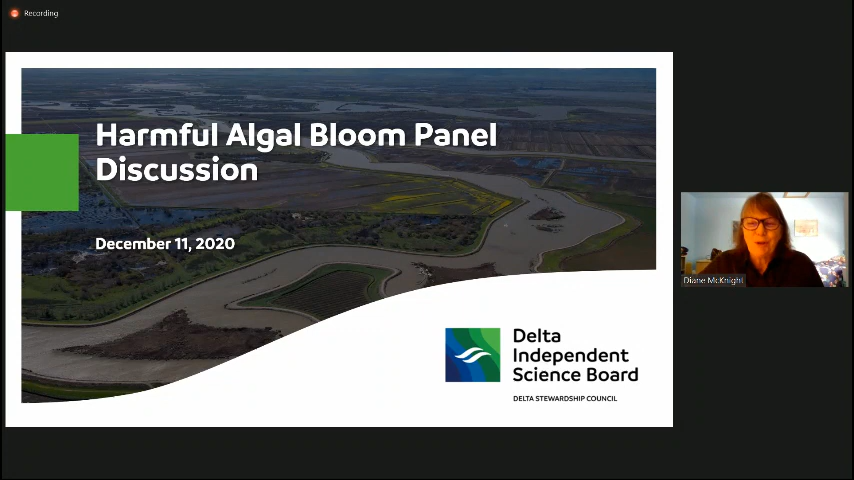 Recording
Harmful Algal Bloom Panel
Discussion
December 11, 2020
Diane McKnight
Delta
Independent
Science Board
DELTA STEWARDSHIP COUNCIL